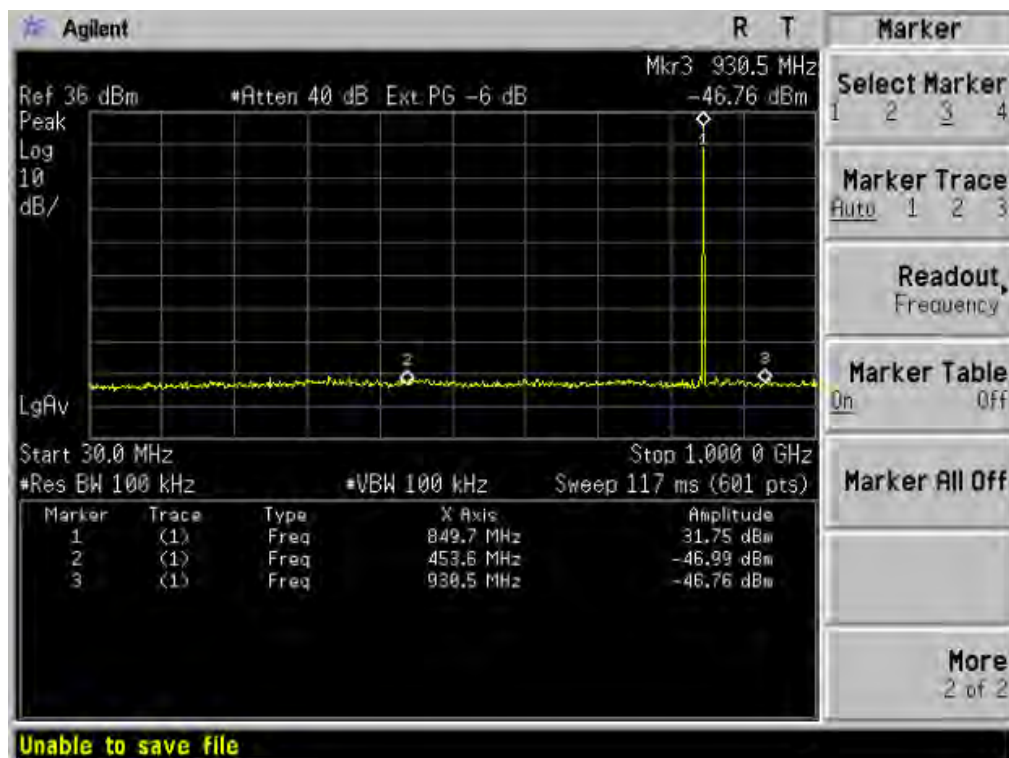 Agilent R T
Mkr3 930.5 MHz
Ref 36 dBm #Atten 40 dB Ext PG -6 dB -46.76 dBm
Peak
Log
10
dB/
1
2
3
LgAv
Start 30.0 MHz Stop 1.000 0 GHz
#Res BW 100 kHz #VBW 100 kHz Sweep 117 ms (601 pts)
Marker Trace Type X Axis Amplitude
1 (1) Freq 849.7 MHz 31.75 dBm
2 (1) Freq 453.6 MHz -46.99 dBm
3 (1) Freq 930.5 MHz -46.76 dBm
Unable to save file
Marker
Select Marker
1 2 3 4
Marker Trace
Auto 1 2 3
Readout
Frequency
Marker Table
On Off
Marker All Off
More
2 of 2